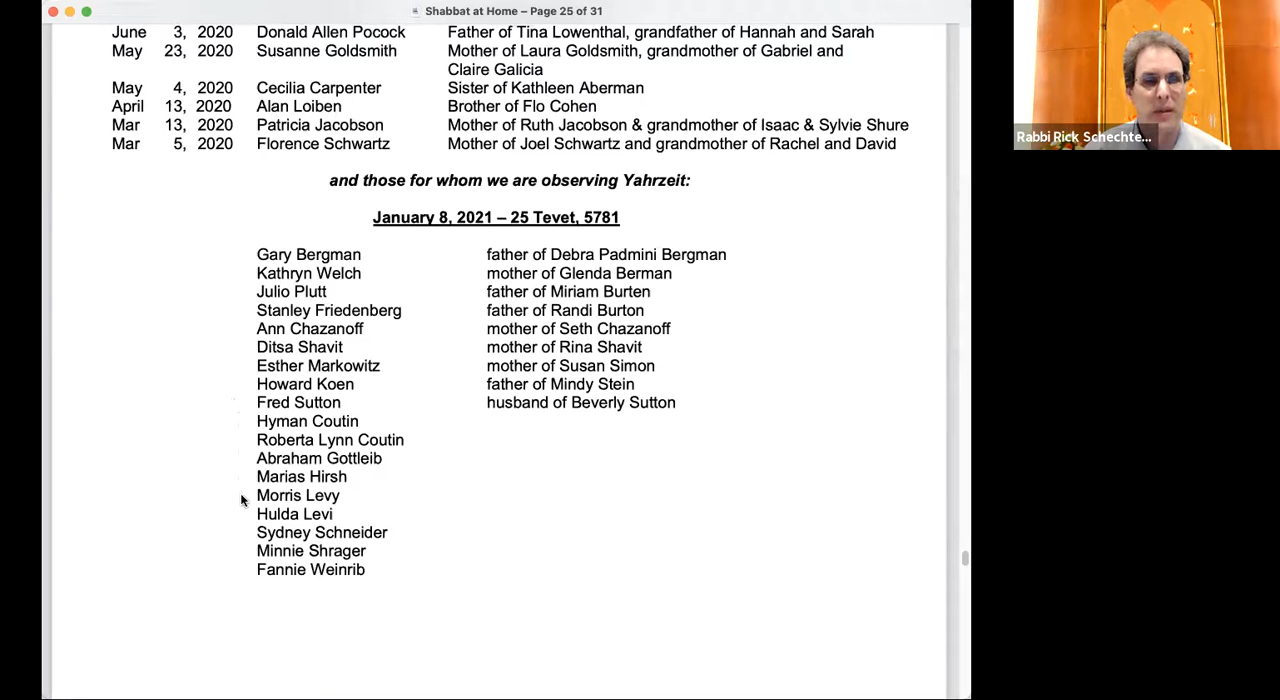 Shabbat at Home – Page 25 of 31
June 3, 2020 Donald Allen Pocock Father of Tina Lowenthal, grandfather of Hannah and Sarah
May 23, 2020 Susanne Goldsmith Mother of Laura Goldsmith, grandmother of Gabriel and
Claire Galicia
May 4, 2020 Cecilia Carpenter Sister of Kathleen Aberman
April 13, 2020 Alan Loiben Brother of Flo Cohen
Mar 13, 2020 Patricia Jacobson Mother of Ruth Jacobson & grandmother of Isaac & Sylvie Shure
Mar 5, 2020 Florence Schwartz Mother of Joel Schwartz and grandmother of Rachel and David
and those for whom we are observing Yahrzeit:
January 8, 2021 – 25 Tevet, 5781
Gary Bergman father of Debra Padmini Bergman
Kathryn Welch mother of Glenda Berman
Julio Plutt father of Miriam Burten
Stanley Friedenberg father of Randi Burton
Ann Chazanoff mother of Seth Chazanoff
Ditsa Shavit mother of Rina Shavit
Esther Markowitz mother of Susan Simon
Howard Koen father of Mindy Stein
Fred Sutton husband of Beverly Sutton
Hyman Coutin
Roberta Lynn Coutin
Abraham Gottleib
Marias Hirsh
Morris Levy
Hulda Levi
Sydney Schneider
Minnie Shrager
Fannie Weinrib
Rabbi Rick Schechte...